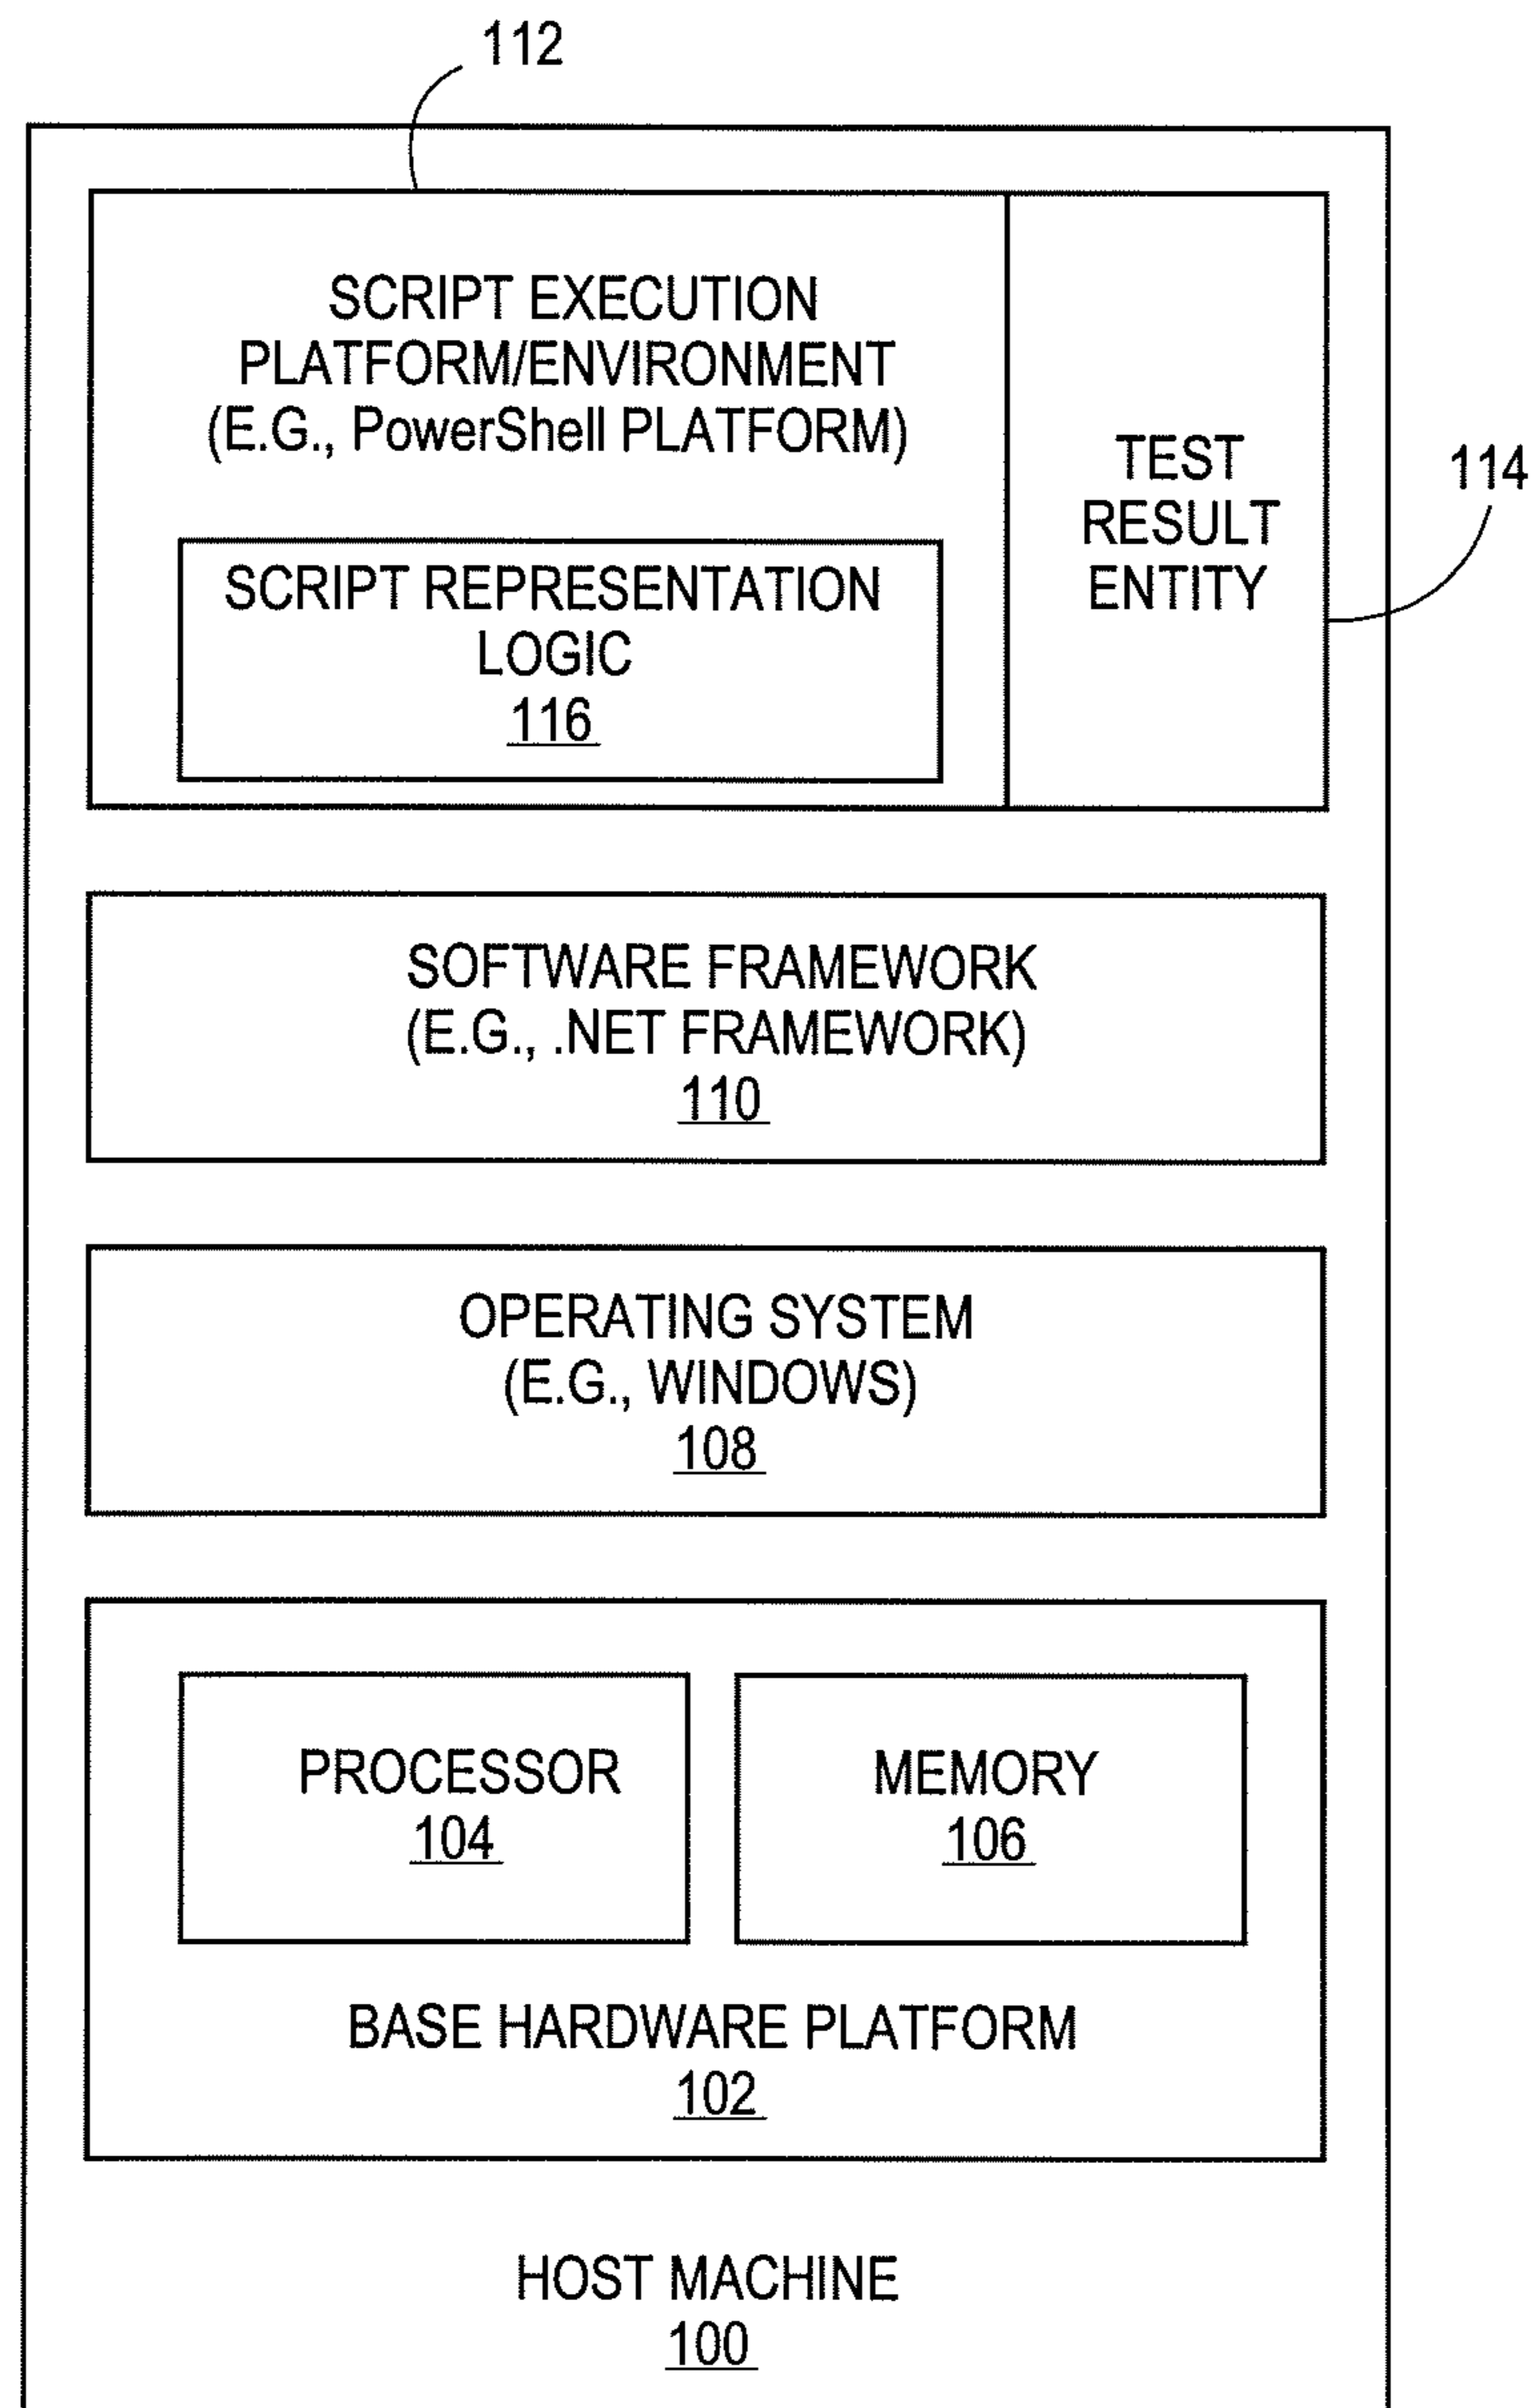 112
SCRIPT EXECUTION
PLATFORM/ENVIRONMENT
(E.G., PowerShell PLATFORM)
SCRIPT REPRESENTATION
LOGIC
116
TEST
RESULT
ENTITY
114
SOFTWARE FRAMEWORK
(E.G., .NET FRAMEWORK)
110
OPERATING SYSTEM
(E.G., WINDOWS)
108
PROCESSOR
104
MEMORY
106
BASE HARDWARE PLATFORM
102
HOST MACHINE
100